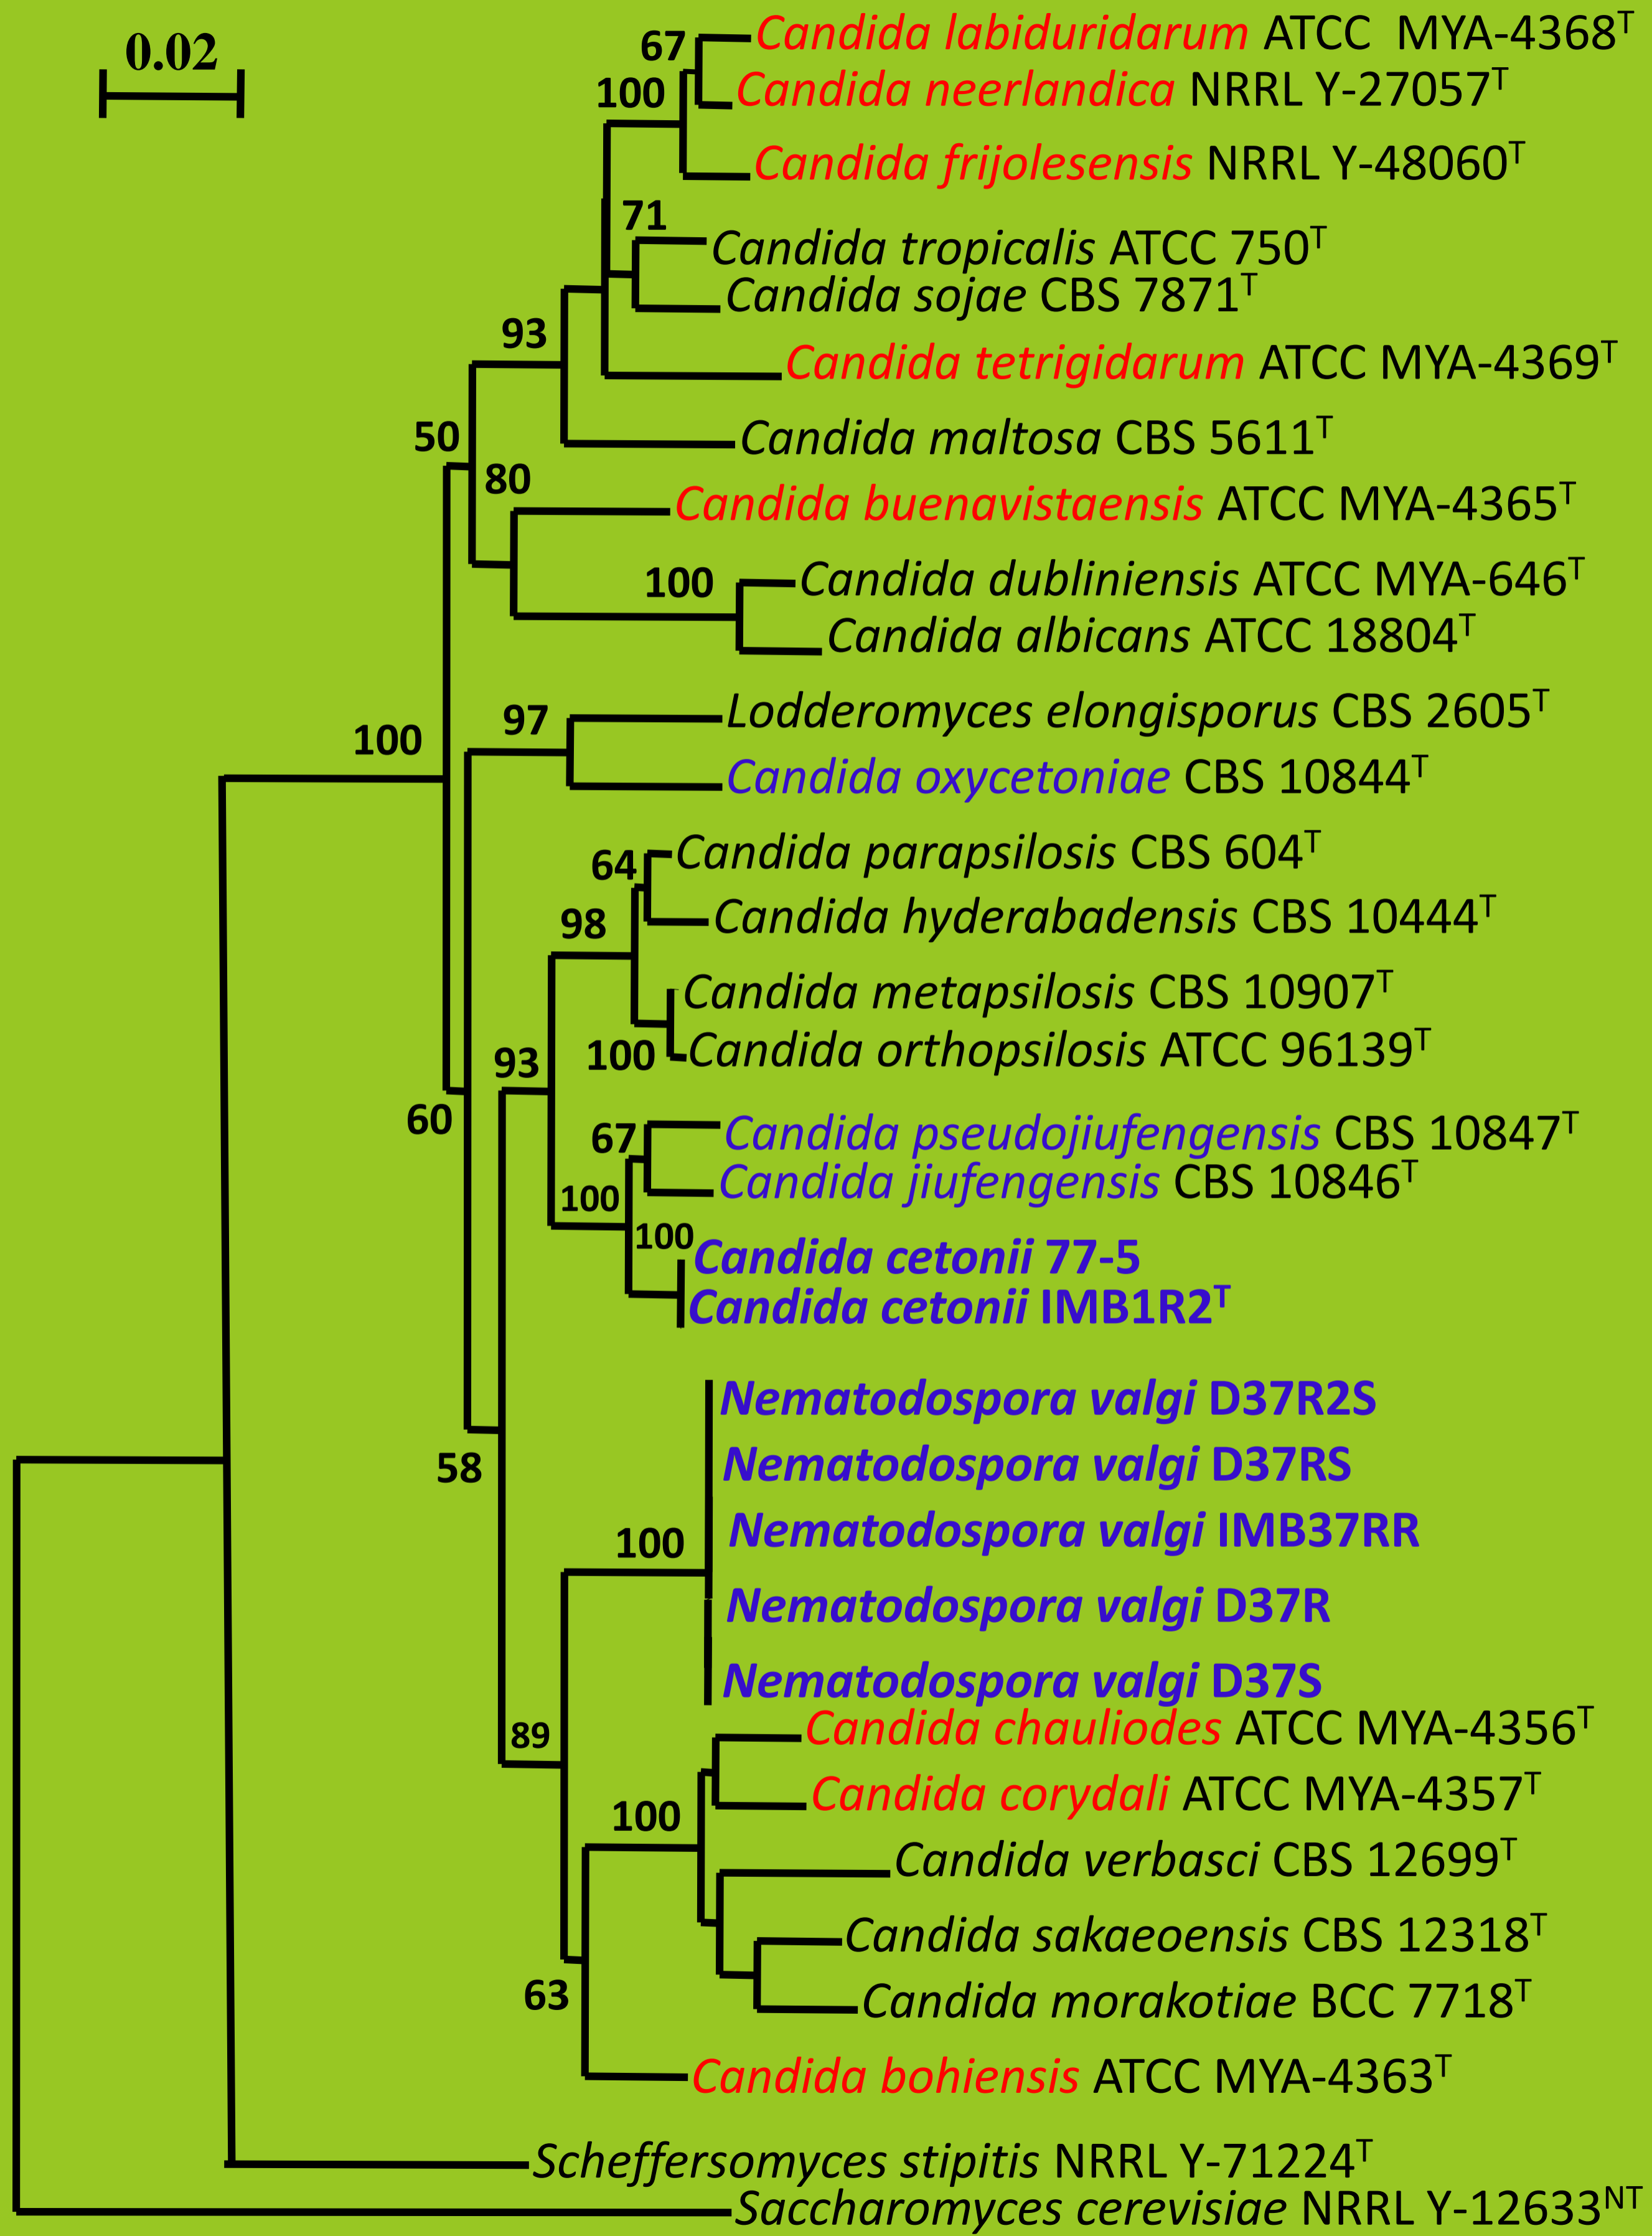 0.02
67
Candida labiduridarum ATCC MYA-4368T
Candida neerlandica NRRL Y-27057T
100
Candida frijolesensis NRRL Y-48060T
71
Candida tropicalis ATCC 750T
Candida sojae CBS 7871T
93
Candida tetrigidarum ATCC MYA-4369T
50
Candida maltosa CBS 5611T
80
Candida buenavistaensis ATCC MYA-4365T
100
Candida dubliniensis ATCC MYA-646T
Candida albicans ATCC 18804T
100
97
Lodderomyces elongisporus CBS 2605T
Candida oxycetoniae CBS 10844T
64
Candida parapsilosis CBS 604T
98
Candida hyderabadensis CBS 10444T
Candida metapsilosis CBS 10907T
93
100
Candida orthopsilosis ATCC 96139T
60
67
Candida pseudojiufengensis CBS 10847T
Candida jiufengensis CBS 10846T
100
100
Candida cetonii 77-5
Candida cetonii IMB1R2T
Nematodospora valgi D37R2S
58
Nematodospora valgi D37RS
100
Nematodospora valgi IMB37RR
Nematodospora valgi D37R
Nematodospora valgi D37S
89
Candida chauliodes ATCC MYA-4356T
100
Candida corydali ATCC MYA-4357T
Candida verbasci CBS 12699T
Candida sakaeoensis CBS 12318T
63
Candida morakotiae BCC 7718T
Candida bohiensis ATCC MYA-4363T
Scheffersomyces stipitis NRRL Y-71224T
Saccharomyces cerevisiae NRRL Y-12633NT